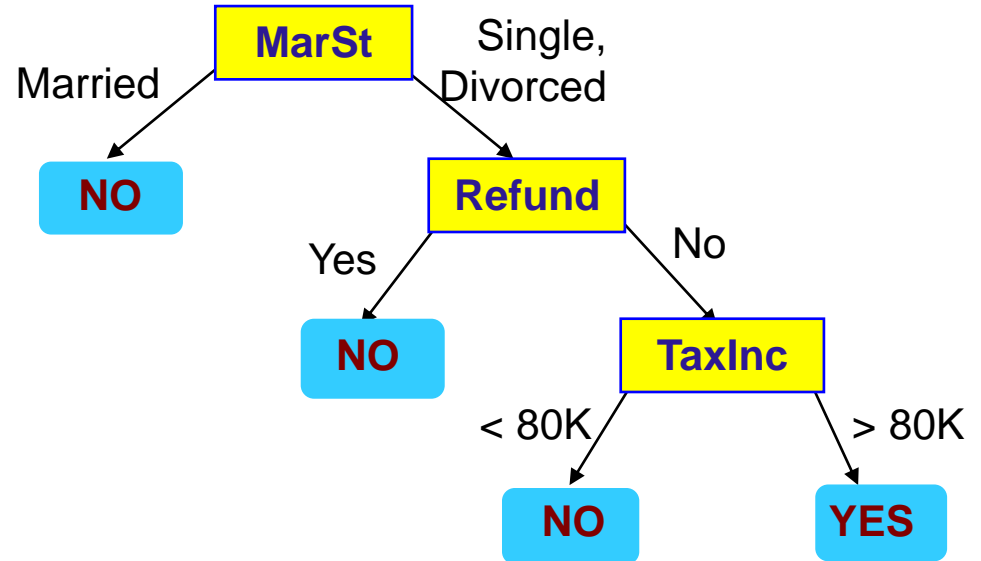 MarSt
Single,
Married
Divorced
NO
Refund
Yes
No
NO
TaxInc
< 80K
> 80K
NO
YES